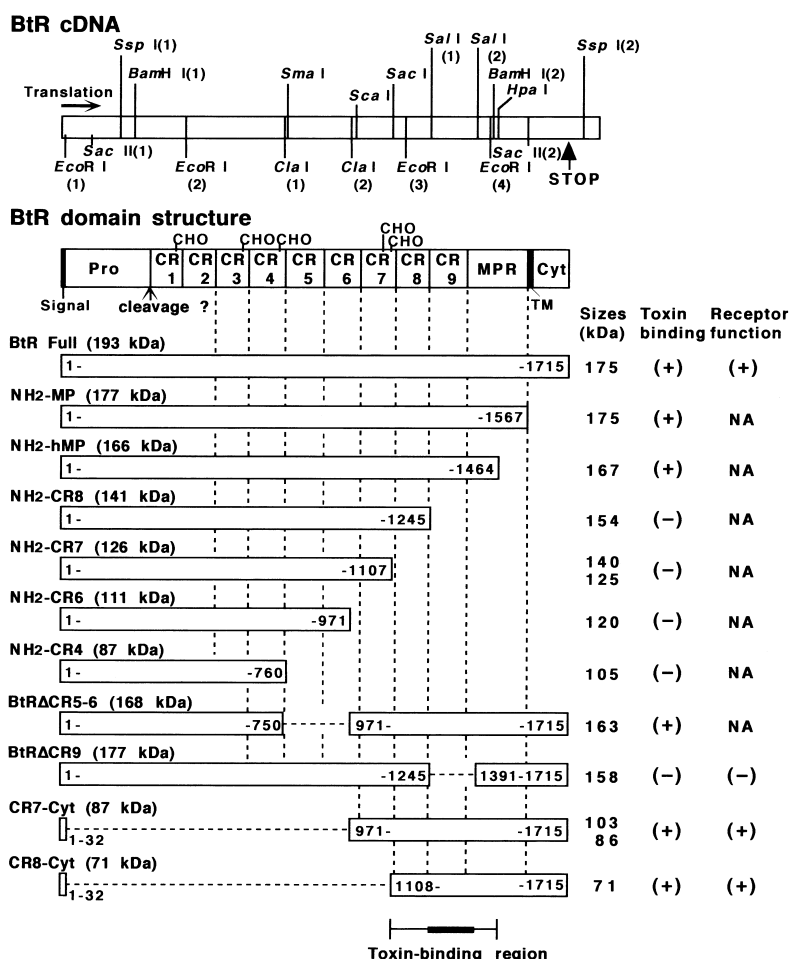 BtR cDNA
Ssp I(1)
BamH I(1)
Sma I
Sca I
Sac I
Sal I
(1)
Sal I
(2)
BamH I(2)
Hpa I
Ssp I(2)
Translation
EcoR I
(1)
Sac II(1)
EcoR I
(2)
Cla I
(1)
Cla I
(2)
EcoR I
(3)
EcoR I
(4)
Sac II(2)
STOP
BtR domain structure
CHO
CHO
CHO
CHO
CHO
Pro
CR 1
CR 2
CR 3
CR 4
CR 5
CR 6
CR 7
CR 8
CR 9
MPR
Cyt
Signal
cleavage ?
TM
Sizes (kDa)
Toxin binding
Receptor function
BtR Full (193 kDa)
1- -1715 175 (+) (+)
NH2-MP (177 kDa)
1- -1567 175 (+) NA
NH2-hMP (166 kDa)
1- -1464 167 (+) NA
NH2-CR8 (141 kDa)
1- -1245 154 (−) NA
NH2-CR7 (126 kDa)
1- -1107 140 125 (−) NA
NH2-CR6 (111 kDa)
1- -971 120 (−) NA
NH2-CR4 (87 kDa)
1- -760 105 (−) NA
BtRΔCR5-6 (168 kDa)
1- -750 971- -1715 163 (+) NA
BtRΔCR9 (177 kDa)
1- -1245 1391-1715 158 (−) (−)
CR7-Cyt (87 kDa)
1-32 971- -1715 103 86 (+) (+)
CR8-Cyt (71 kDa)
1-32 1108- -1715 71 (+) (+)
Toxin-binding region